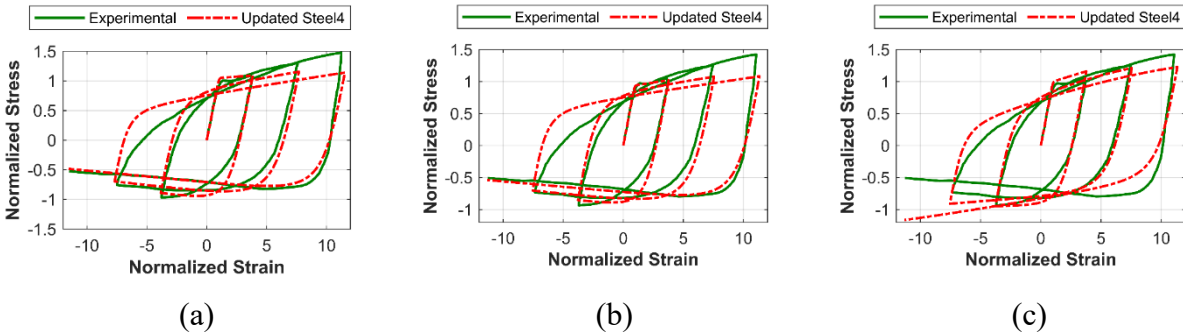 Experimental Updated Steel4
1.5
1
0.5
0
-0.5
-1
-1.5
Normalized Stress
-10 -5 0 5 10
Normalized Strain
(a)
Experimental Updated Steel4
1.5
1
0.5
0
-0.5
-1
Normalized Stress
-10 -5 0 5 10
Normalized Strain
(b)
Experimental Updated Steel4
1.5
1
0.5
0
-0.5
-1
Normalized Stress
-10 -5 0 5 10
Normalized Strain
(c)